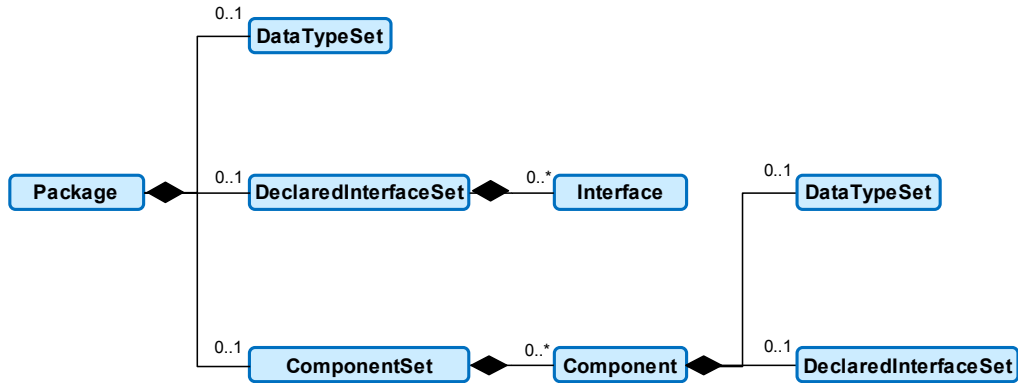 0..1
DataTypeSet
Package
0..1
DeclaredInterfaceSet
0..*
Interface
0..1
DataTypeSet
0..1
ComponentSet
0..*
Component
0..1
DeclaredInterfaceSet